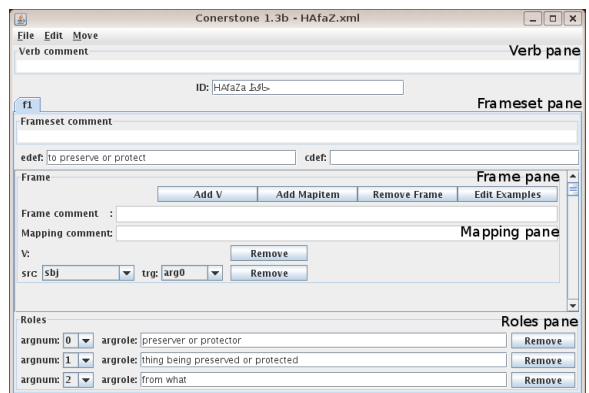 Conerstone 1.3b - HAfaZ.xml
File Edit Move
Verb comment Verb pane
ID: HAfaZa حافظ
f1 Frameset pane
Frameset comment
edef: to preserve or protect cdef:
Frame Frame pane
Add V Add Mapitem Remove Frame Edit Examples
Frame comment :
Mapping comment: Mapping pane
V: Remove
src: sbj trg: arg0 Remove
Roles Roles pane
argnum: 0 argrole: preserver or protector Remove
argnum: 1 argrole: thing being preserved or protected Remove
argnum: 2 argrole: from what Remove